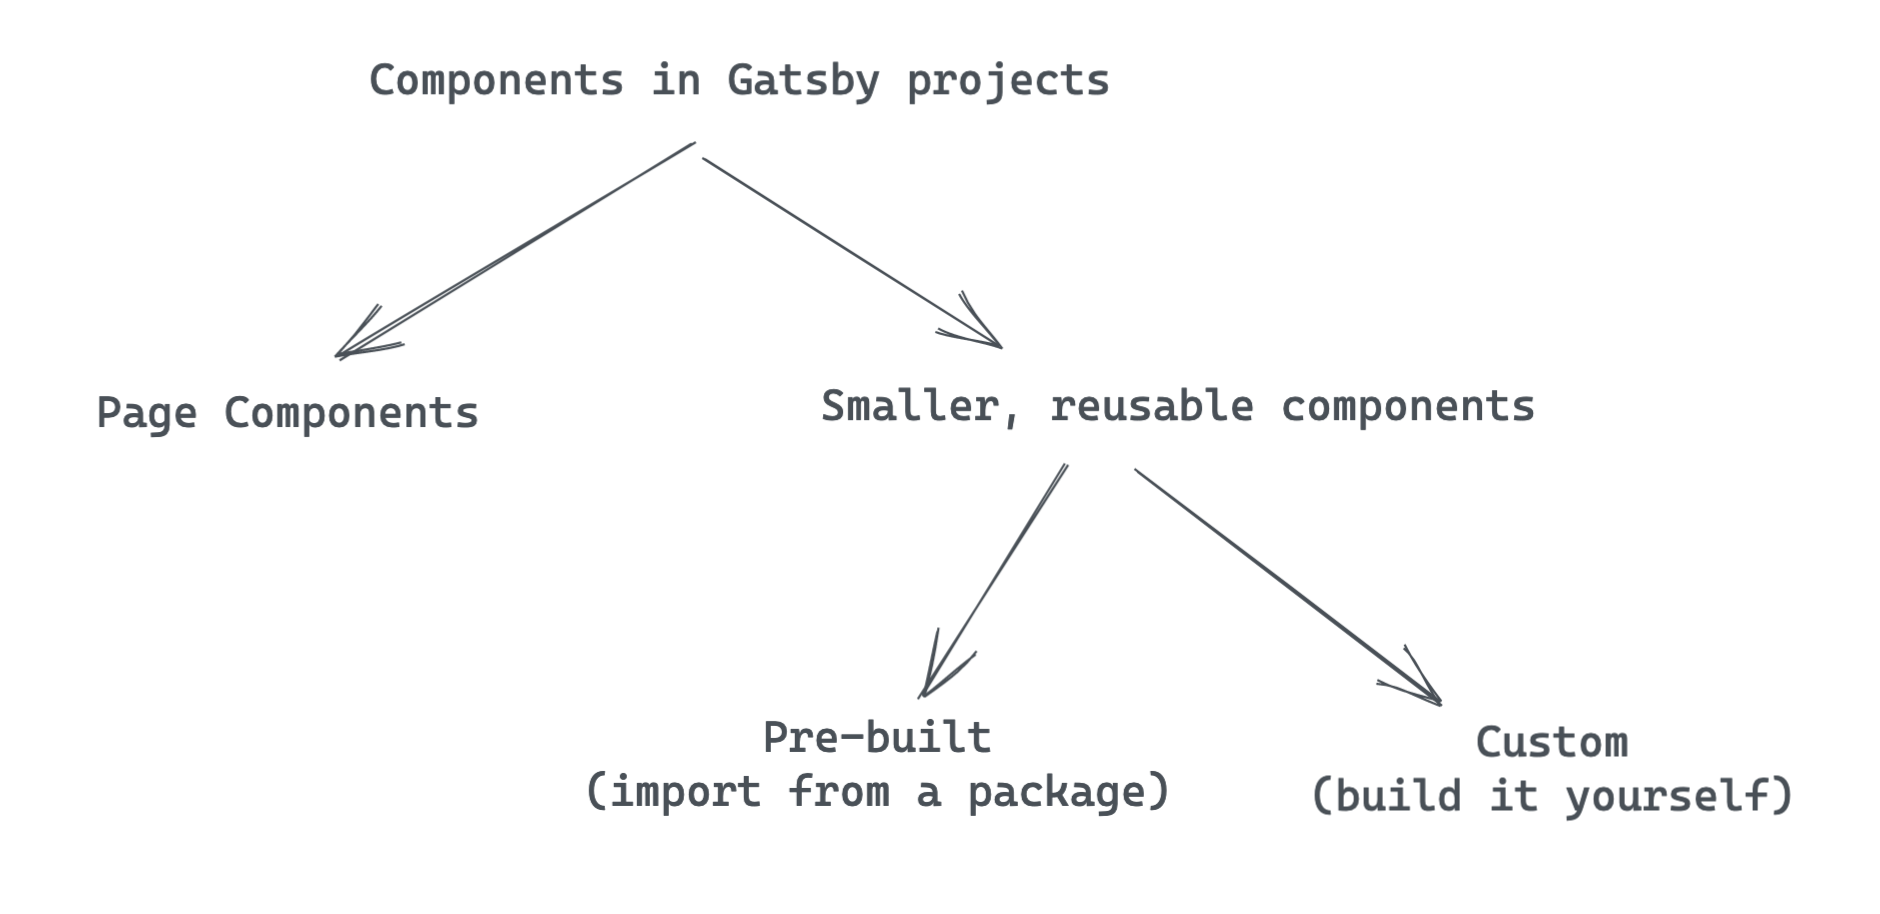 Components in Gatsby projects
Page Components
Smaller, reusable components
Pre-built
(import from a package)
Custom
(build it yourself)